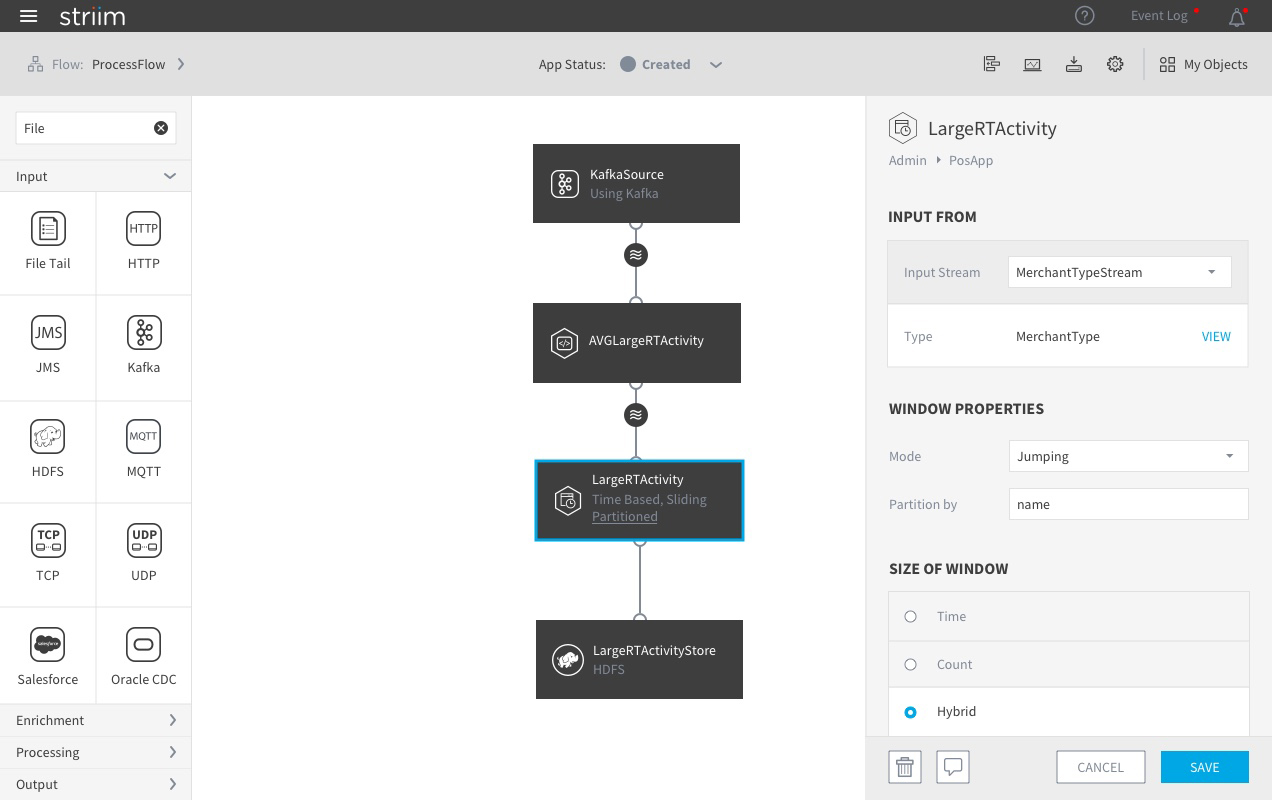 striim
Event Log
Flow: ProcessFlow
App Status: Created
My Objects
File
Input
File Tail
HTTP
HTTP
JMS
JMS
Kafka
HDFS
MQTT
MQTT
TCP
TCP
UDP
UDP
salesforce
Salesforce
Oracle CDC
Enrichment
Processing
Output
KafkaSource
Using Kafka
AVGLargeRTActivity
LargeRTActivity
Time Based, Sliding
Partitioned
LargeRTActivityStore
HDFS
LargeRTActivity
Admin PosApp
INPUT FROM
Input Stream MerchantTypeStream
Type MerchantType VIEW
WINDOW PROPERTIES
Mode Jumping
Partition by name
SIZE OF WINDOW
Time
Count
Hybrid
CANCEL SAVE